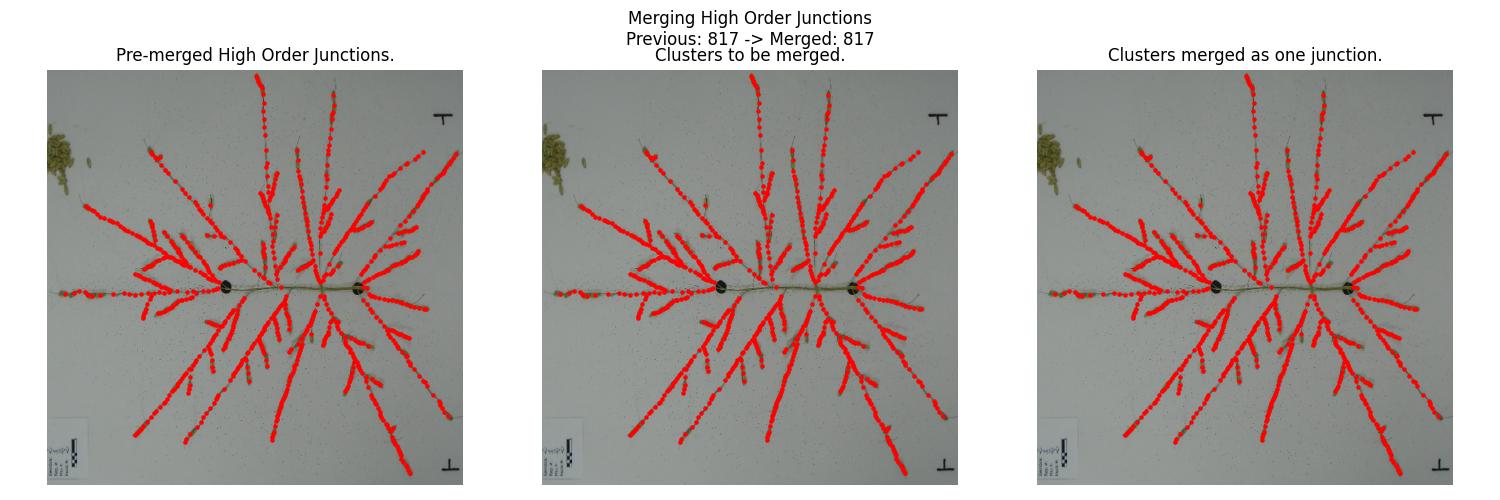 Merging High Order Junctions
Previous: 817 -> Merged: 817
Pre-merged High Order Junctions.
Clusters to be merged.
Clusters merged as one junction.